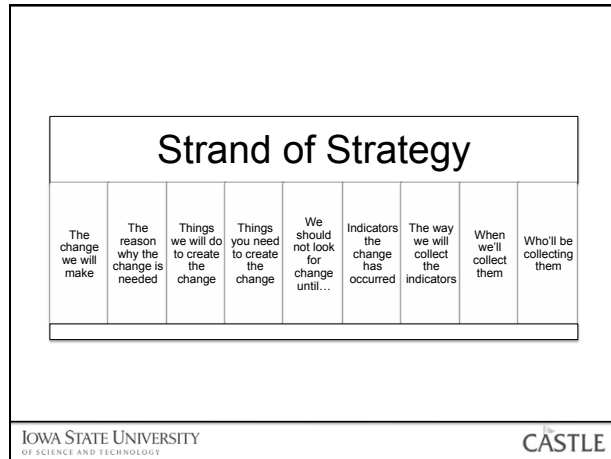 Strand of Strategy
The
change
we will
make
The
reason
why the
change is
needed
Things
we will do
to create
the
change
Things
you need
to create
the
change
We
should
not look
for
change
until…
Indicators
the
change
has
occurred
The way
we will
collect
the
indicators
When
we'll
collect
them
Who'll be
collecting
them
IOWA STATE UNIVERSITY
OF SCIENCE AND TECHNOLOGY
CASTLE